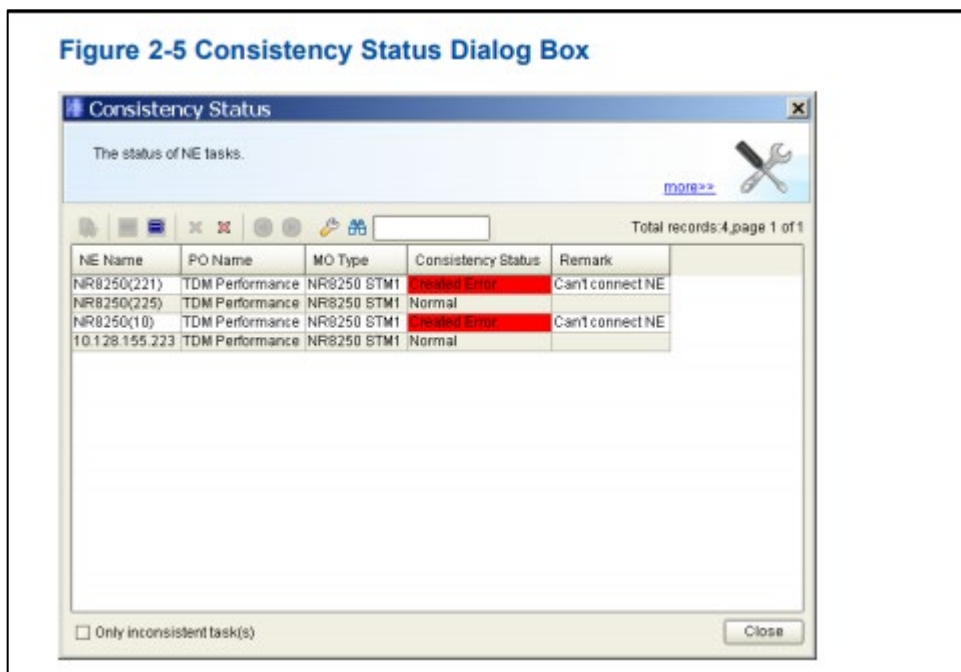 Figure 2-5 Consistency Status Dialog Box
Consistency Status
The status of NE tasks.
more>>
Total records:4,page 1 of 1
NE Name PO Name MO Type Consistency Status Remark
NR8250(221) TDM Performance NR8250 STM1 Created Error Can't connect NE
NR8250(225) TDM Performance NR8250 STM1 Normal
NR8250(10) TDM Performance NR8250 STM1 Created Error Can't connect NE
10.128.155.223 TDM Performance NR8250 STM1 Normal
Only inconsistent task(s)
Close